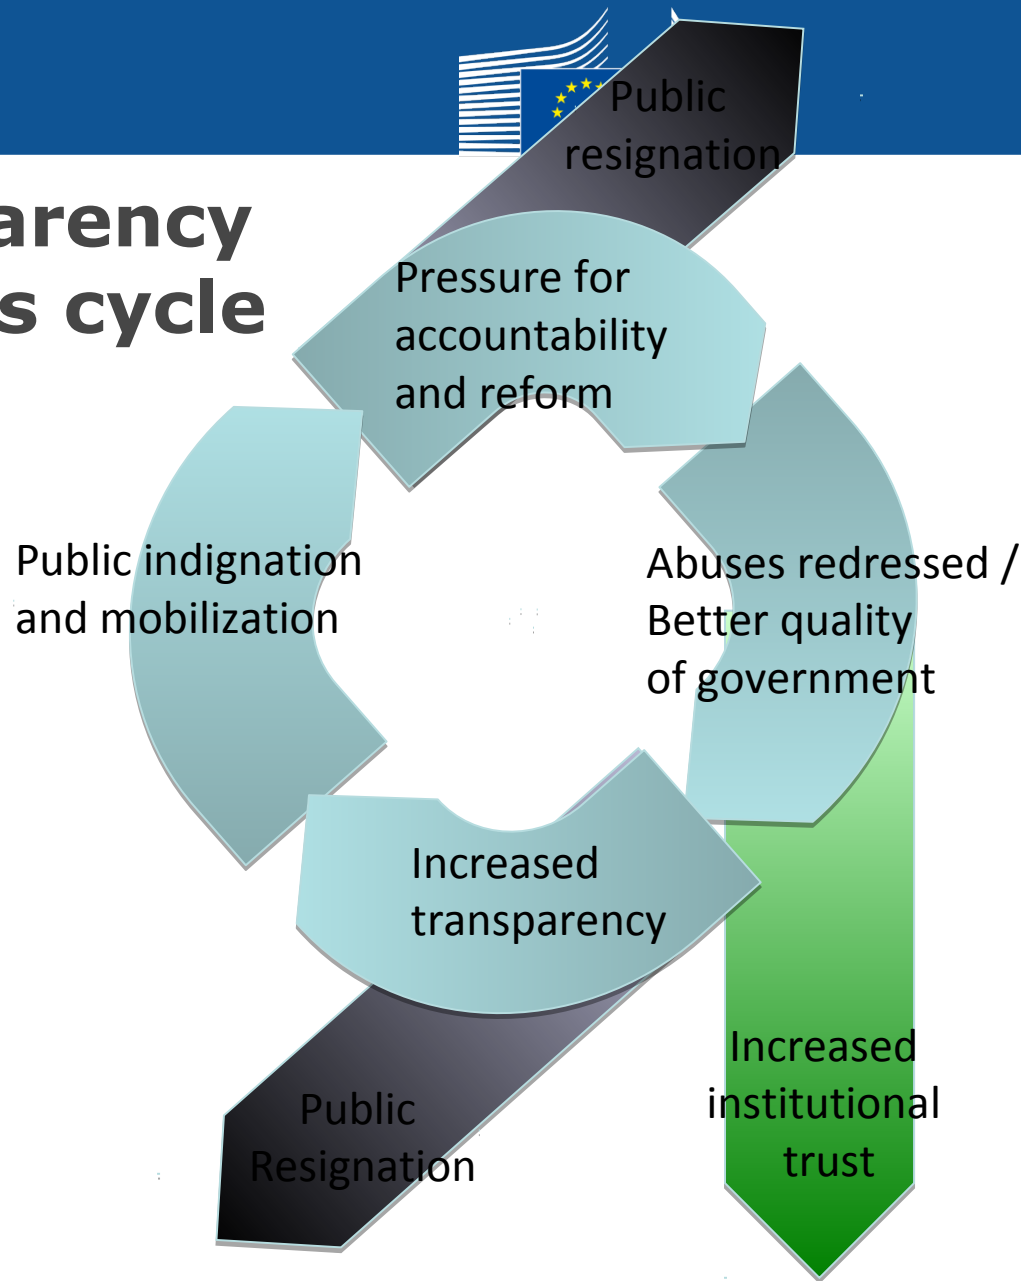 Public
resignation
arency
s cycle
Pressure for
accountability
and reform
Public indignation
and mobilization
Abuses redressed /
Better quality
of government
Increased
transparency
Increased
institutional
trust
Public
Resignation